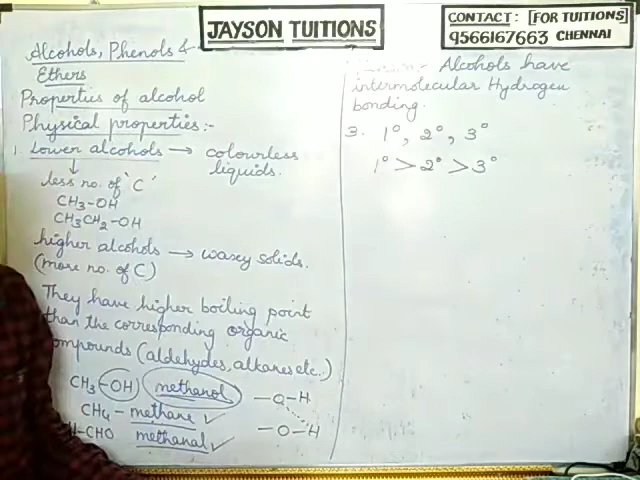 JAYSON TUITIONS
CONTACT: [FOR TUITIONS]
9566167663 CHENNAI
Alcohols, Phenols &
Ethers
Properties of alcohol
Physical properties:-
1. Lower alcohols → colourless
liquids.
less no. of 'C'
CH₃-OH
CH₃CH₂-OH
higher alcohols → waxy solids.
(more no. of C)
They have higher boiling point
than the corresponding organic
compounds (aldehydes, alkanes etc..)
CH₃-OH methanol -O-H
CH₄ - methane ✓
H-CHO methanal ✓ -O-H
Alcohols have
intermolecular Hydrogen
bonding.
3. 1°, 2°, 3°
1° > 2° > 3°